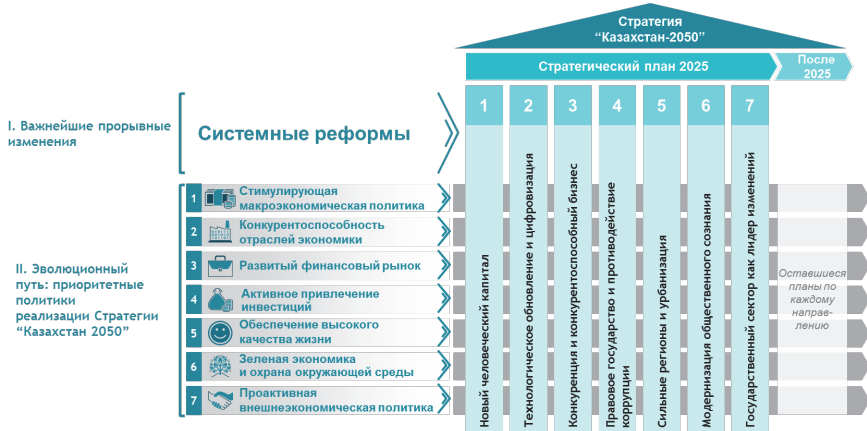 Стратегия
“Казахстан-2050”
Стратегический план 2025
После
2025
I. Важнейшие прорывные
изменения
Системные реформы
1
2
3
4
5
6
7
II. Эволюционный
путь: приоритетные
политики
реализации Стратегии
“Казахстан 2050”
1
Стимулирующая
макроэкономическая политика
2
Конкурентоспособность
отраслей экономики
3
Развитый финансовый рынок
4
Активное привлечение
инвестиций
5
Обеспечение высокого
качества жизни
6
Зеленая экономика
и охрана окружающей среды
7
Проактивная
внешнеэкономическая политика
Новый человеческий капитал
Технологическое обновление и цифровизация
Конкуренция и конкурентоспособный бизнес
Правовое государство и противодействие
коррупции
Сильные регионы и урбанизация
Модернизация общественного сознания
Государственный сектор как лидер изменений
Оставшиеся
планы по
каждому
направ-
лению